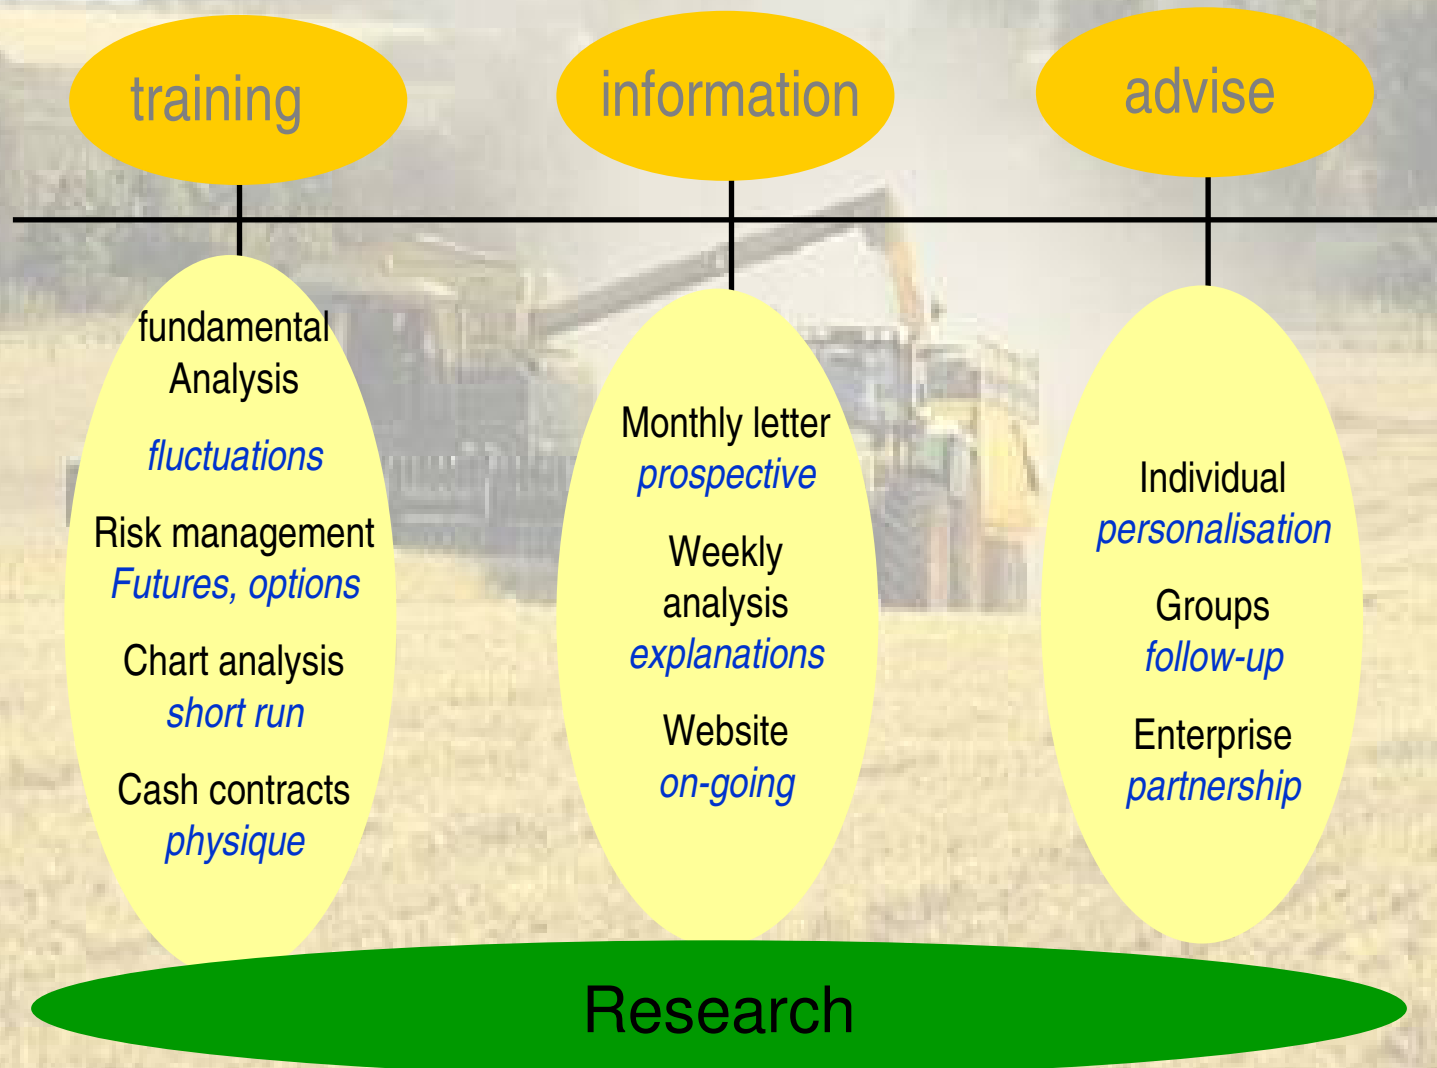 training
information
advise
fundamental
Analysis
fluctuations
Risk management
Futures, options
Chart analysis
short run
Cash contracts
physique
Monthly letter
prospective
Weekly
analysis
explanations
Website
on-going
Individual
personalisation
Groups
follow-up
Enterprise
partnership
Research